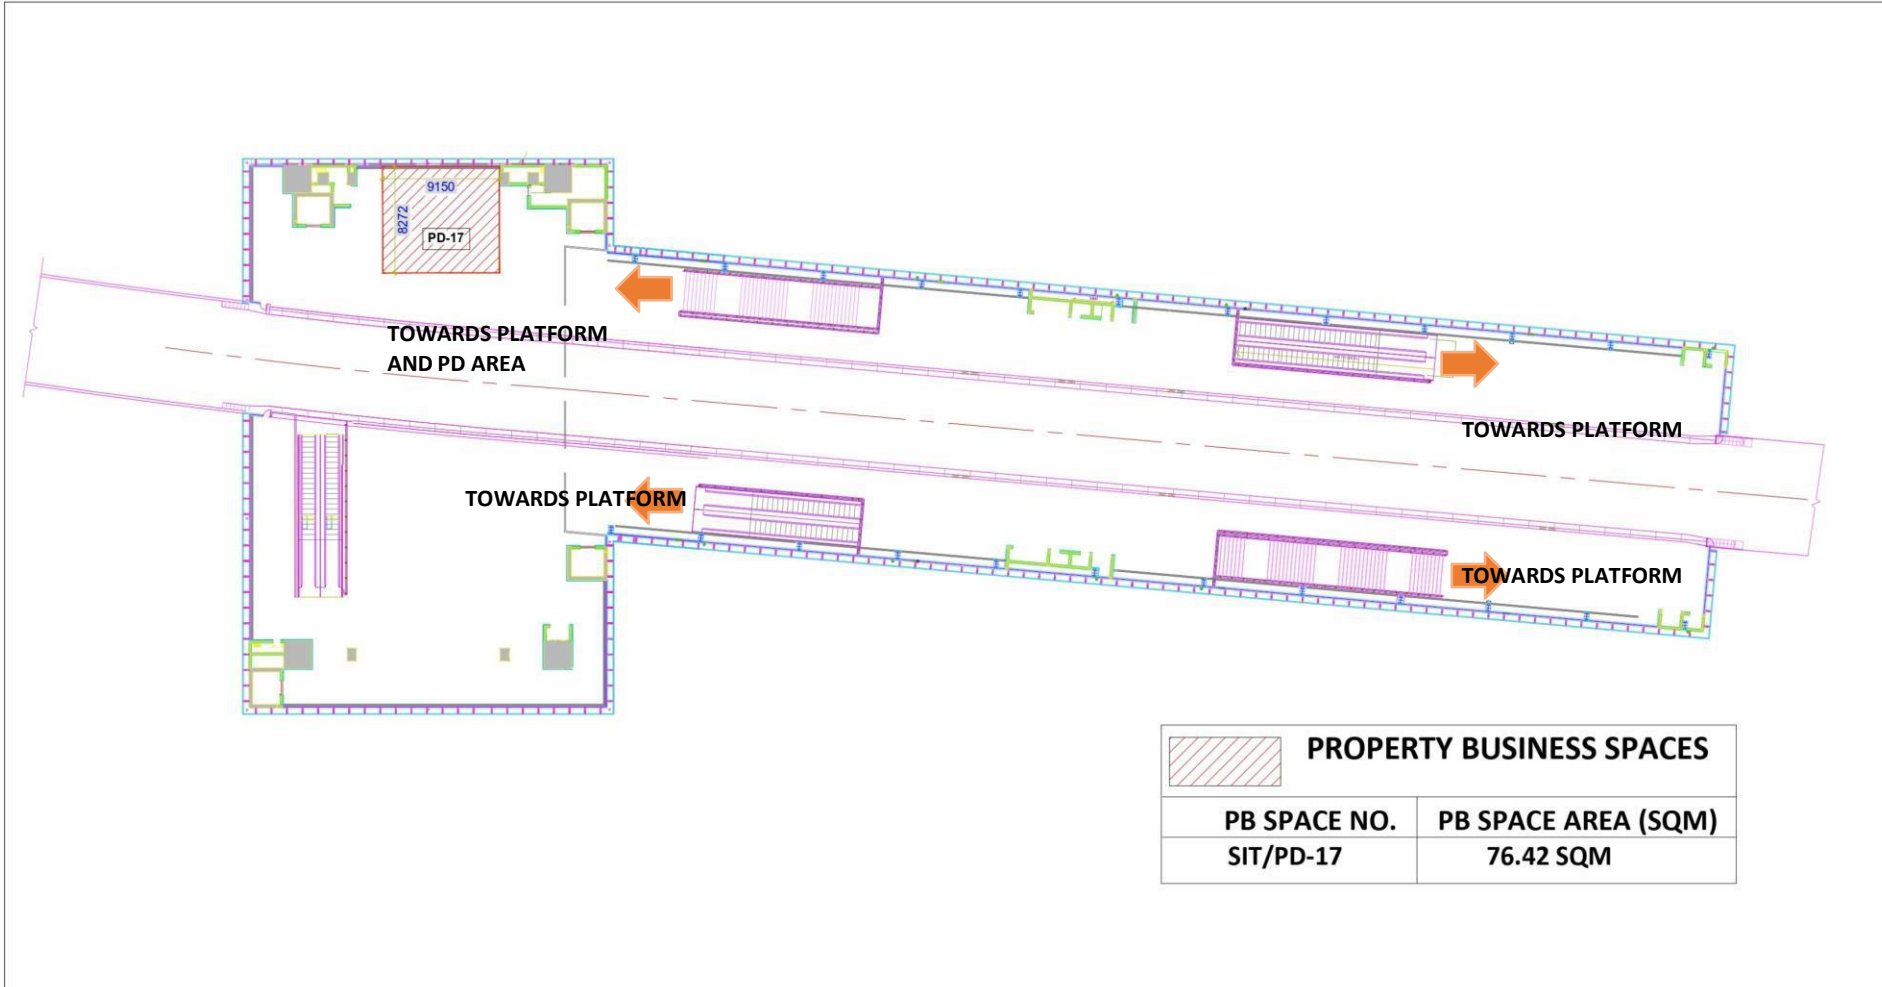 9150
8272
PD-17
TOWARDS PLATFORM
AND PD AREA
TOWARDS PLATFORM
TOWARDS PLATFORM
TOWARDS PLATFORM
PROPERTY BUSINESS SPACES
PB SPACE NO. PB SPACE AREA (SQM)
SIT/PD-17 76.42 SQM